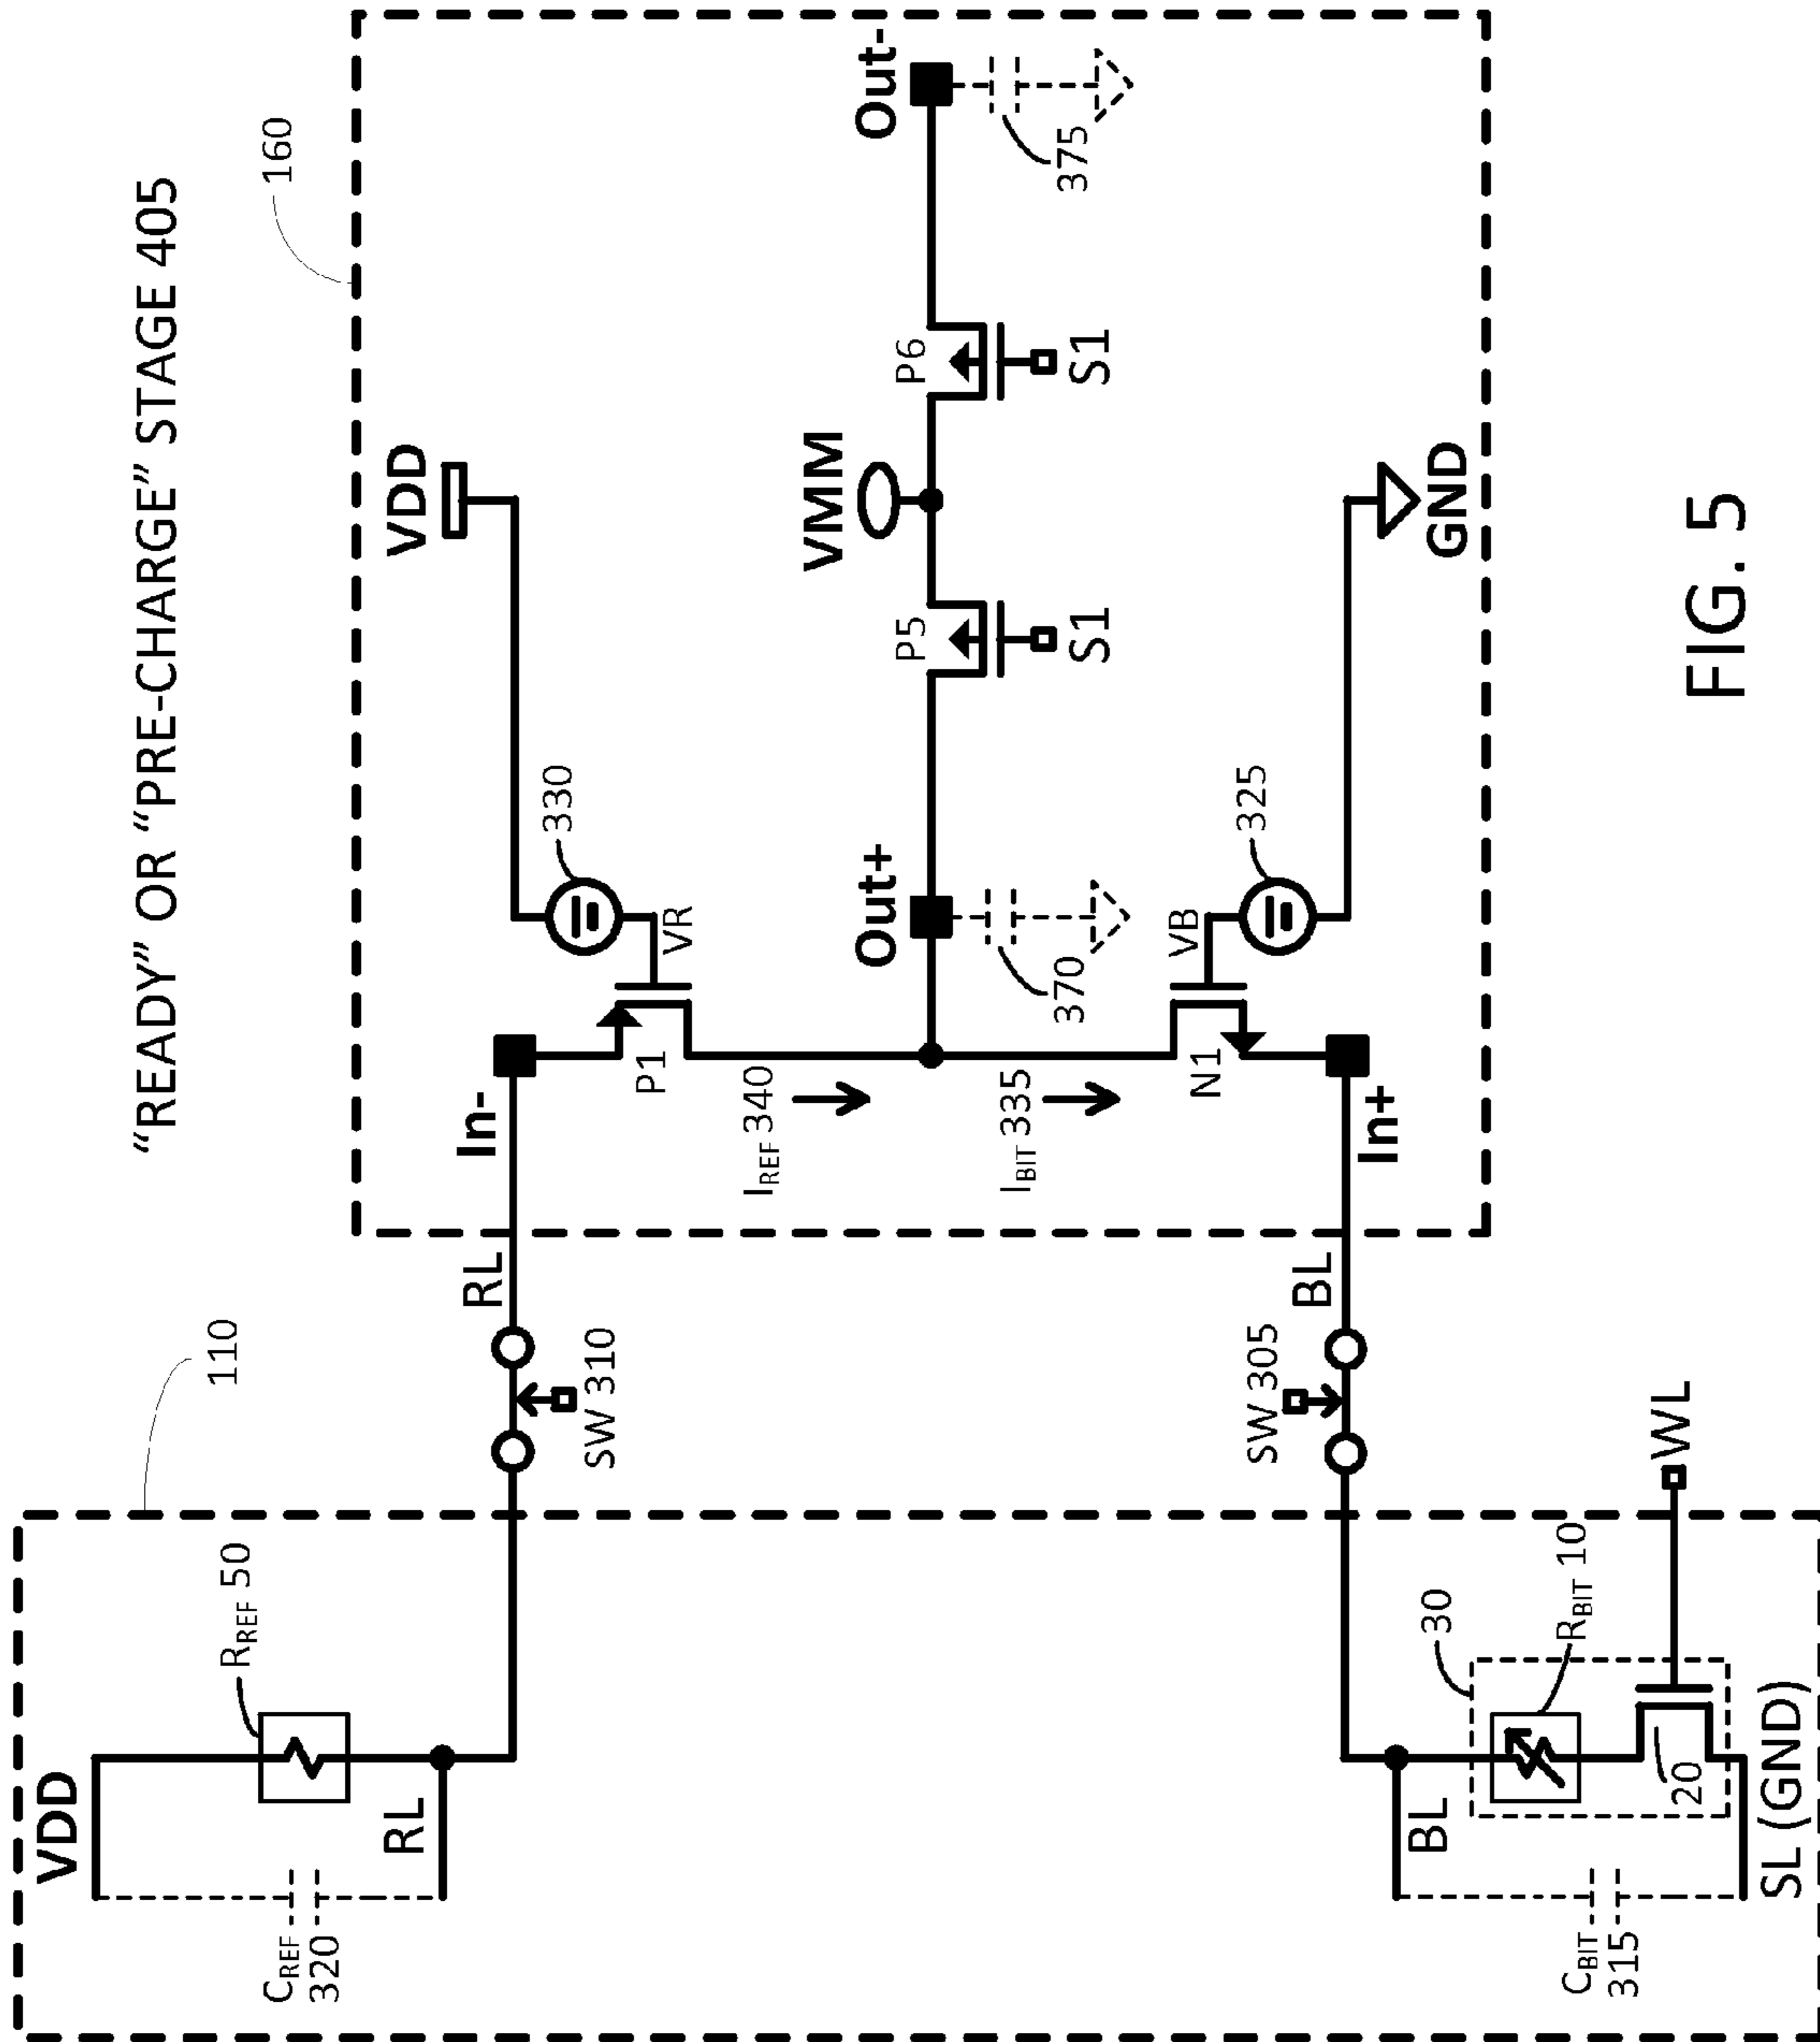 "READY" OR "PRE-CHARGE" STAGE 405
110
160
VDD
RREF 50
CREF
320
RL
SW 310
RL
In-
P1
VR
330
VDD
IREF 340
IBIT 335
Out+
370
P5
S1
VMM
P6
S1
Out-
375
N1
VB
325
GND
In+
BL
SW 305
BL
30
RBIT 10
20
WL
CBIT
315
SL (GND)
FIG. 5